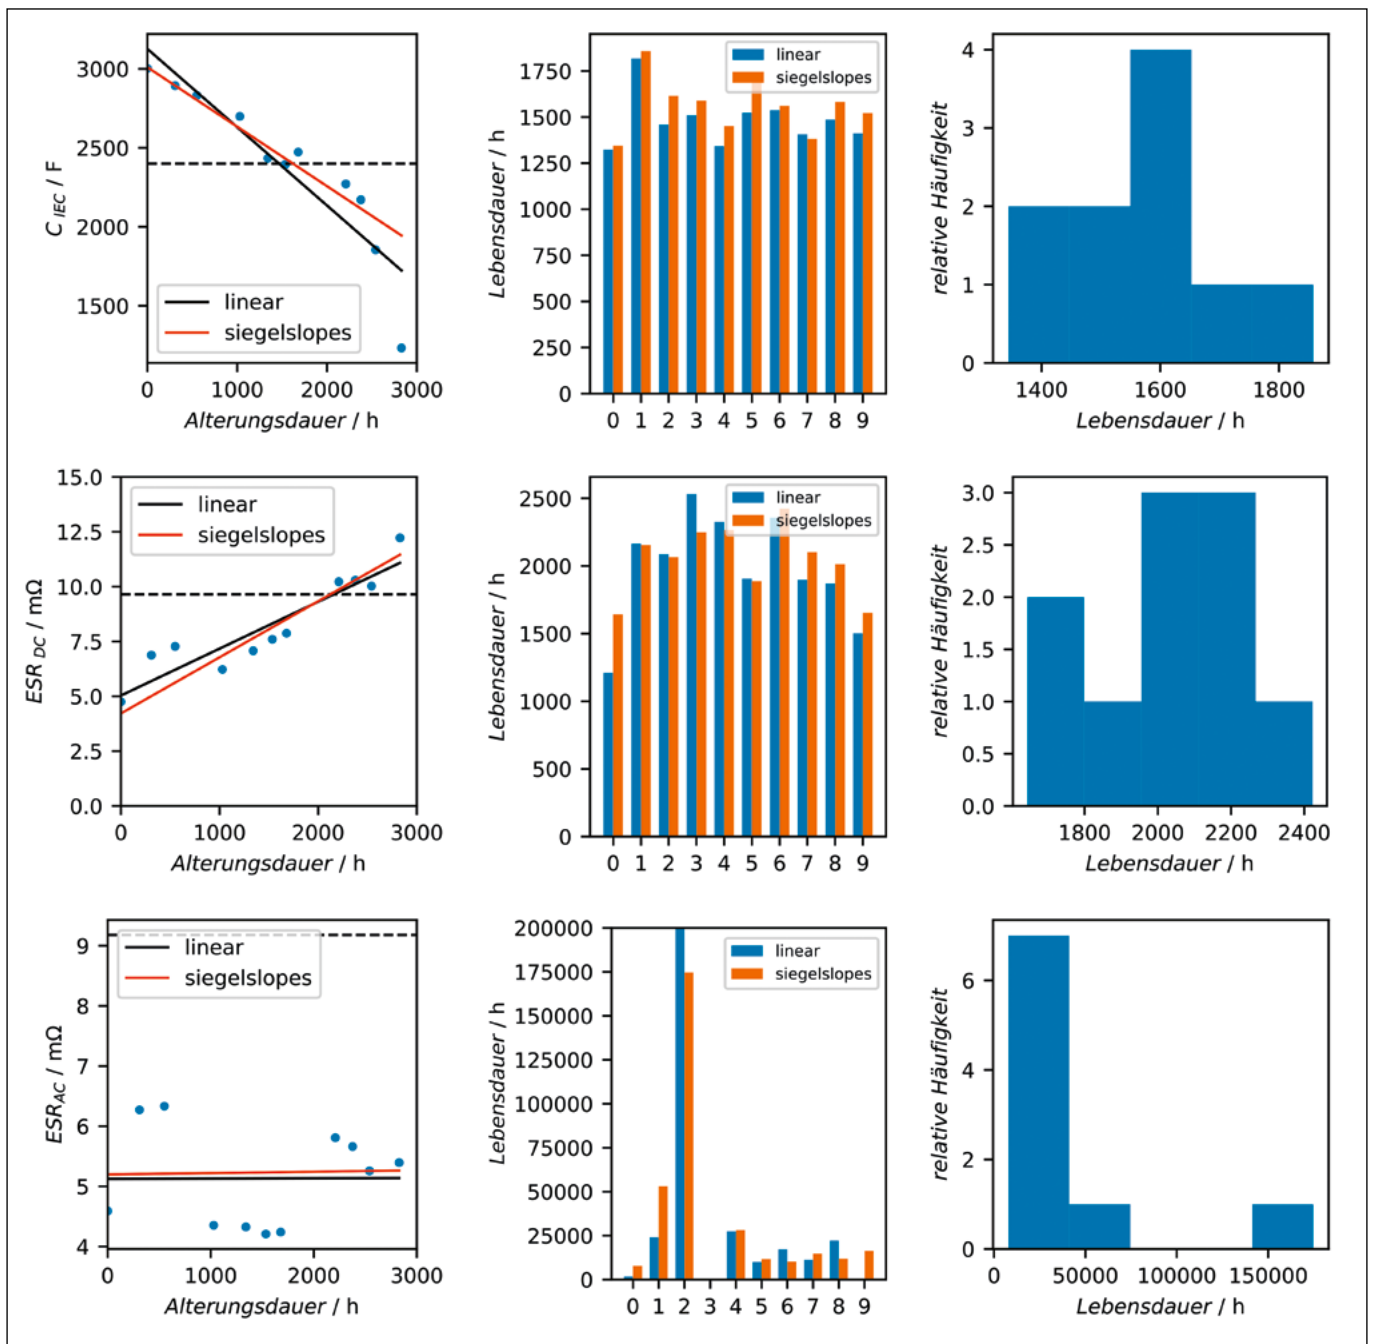 3000
2500
2000
1500
C IEC / F
linear
siegelslopes
0 1000 2000 3000
Alterungsdauer / h
1750
1500
1250
1000
750
500
250
0
Lebensdauer / h
linear
siegelslopes
0 1 2 3 4 5 6 7 8 9
4
3
2
1
0
relative Häufigkeit
1400 1600 1800
Lebensdauer / h
15.0
12.5
10.0
7.5
5.0
2.5
0.0
ESR DC / mΩ
linear
siegelslopes
0 1000 2000 3000
Alterungsdauer / h
2500
2000
1500
1000
500
0
Lebensdauer / h
linear
siegelslopes
0 1 2 3 4 5 6 7 8 9
3.0
2.5
2.0
1.5
1.0
0.5
0.0
relative Häufigkeit
1800 2000 2200 2400
Lebensdauer / h
9
8
7
6
5
4
ESR AC / mΩ
linear
siegelslopes
0 1000 2000 3000
Alterungsdauer / h
200000
175000
150000
125000
100000
75000
50000
25000
0
Lebensdauer / h
linear
siegelslopes
0 1 2 3 4 5 6 7 8 9
6
4
2
0
relative Häufigkeit
0 50000 100000 150000
Lebensdauer / h